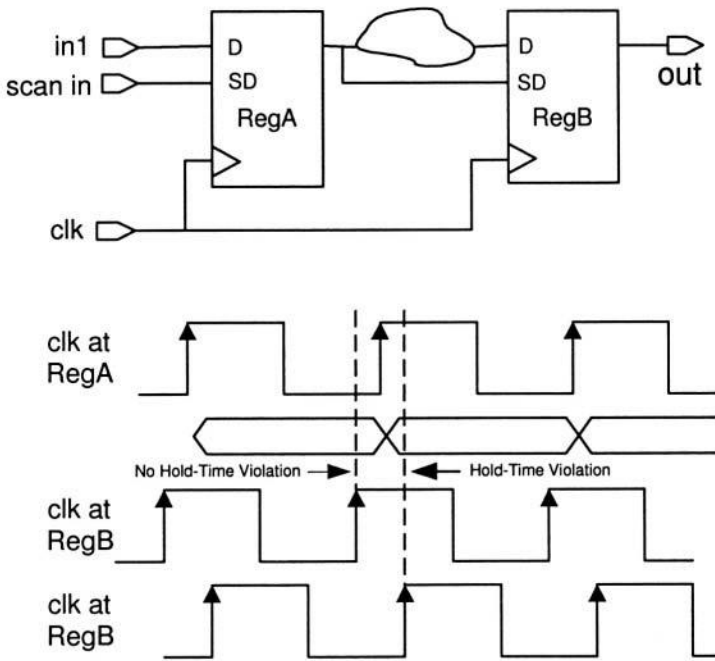 in1
scan in
clk
D
SD
RegA
D
SD
RegB
out
clk at
RegA
No Hold-Time Violation
Hold-Time Violation
clk at
RegB
clk at
RegB